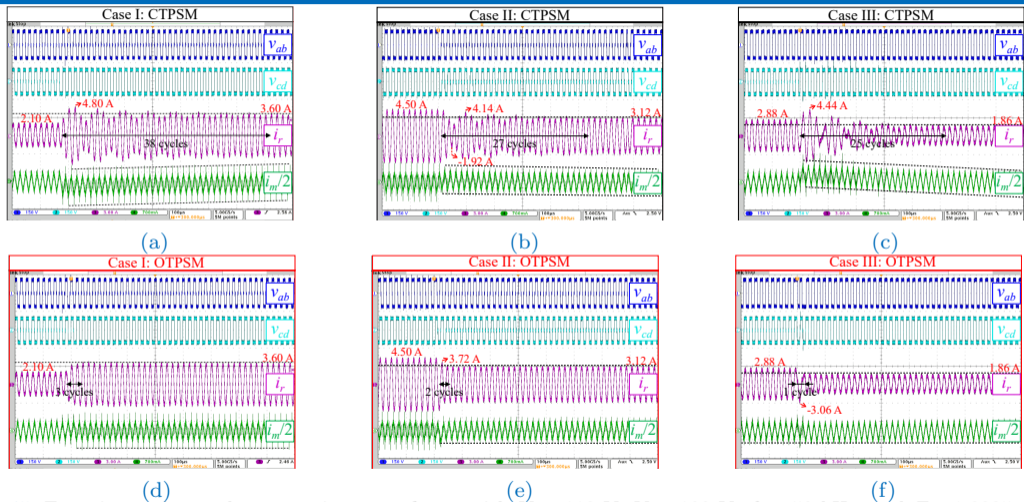 Case I: CTPSM
Case II: CTPSM
Case III: CTPSM
v_ab
v_ab
v_ab
v_cd
v_cd
v_cd
4.80 A
2.10 A
3.60 A
4.50 A
4.14 A
3.12 A
2.88 A
4.44 A
1.86 A
i_r
i_r
i_r
38 cycles
27 cycles
25 cycles
-1.92 A
i_m/2
i_m/2
i_m/2
(a)
(b)
(c)
Case I: OTPSM
Case II: OTPSM
Case III: OTPSM
v_ab
v_ab
v_ab
v_cd
v_cd
v_cd
2.10 A
3.60 A
4.50 A
3.72 A
3.12 A
2.88 A
1.86 A
i_r
i_r
i_r
3 cycles
2 cycles
1 cycle
-3.06 A
i_m/2
i_m/2
i_m/2
(d)
(e)
(f)